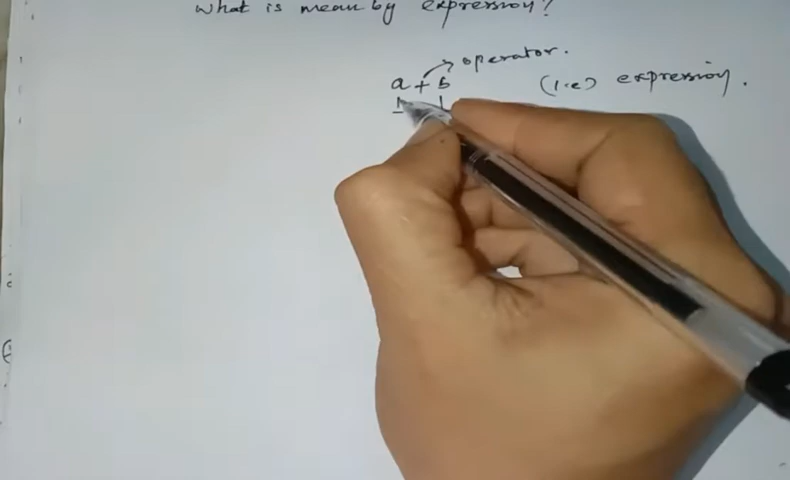 What is mean by expression?
operator.
a + b (i.e) expression.